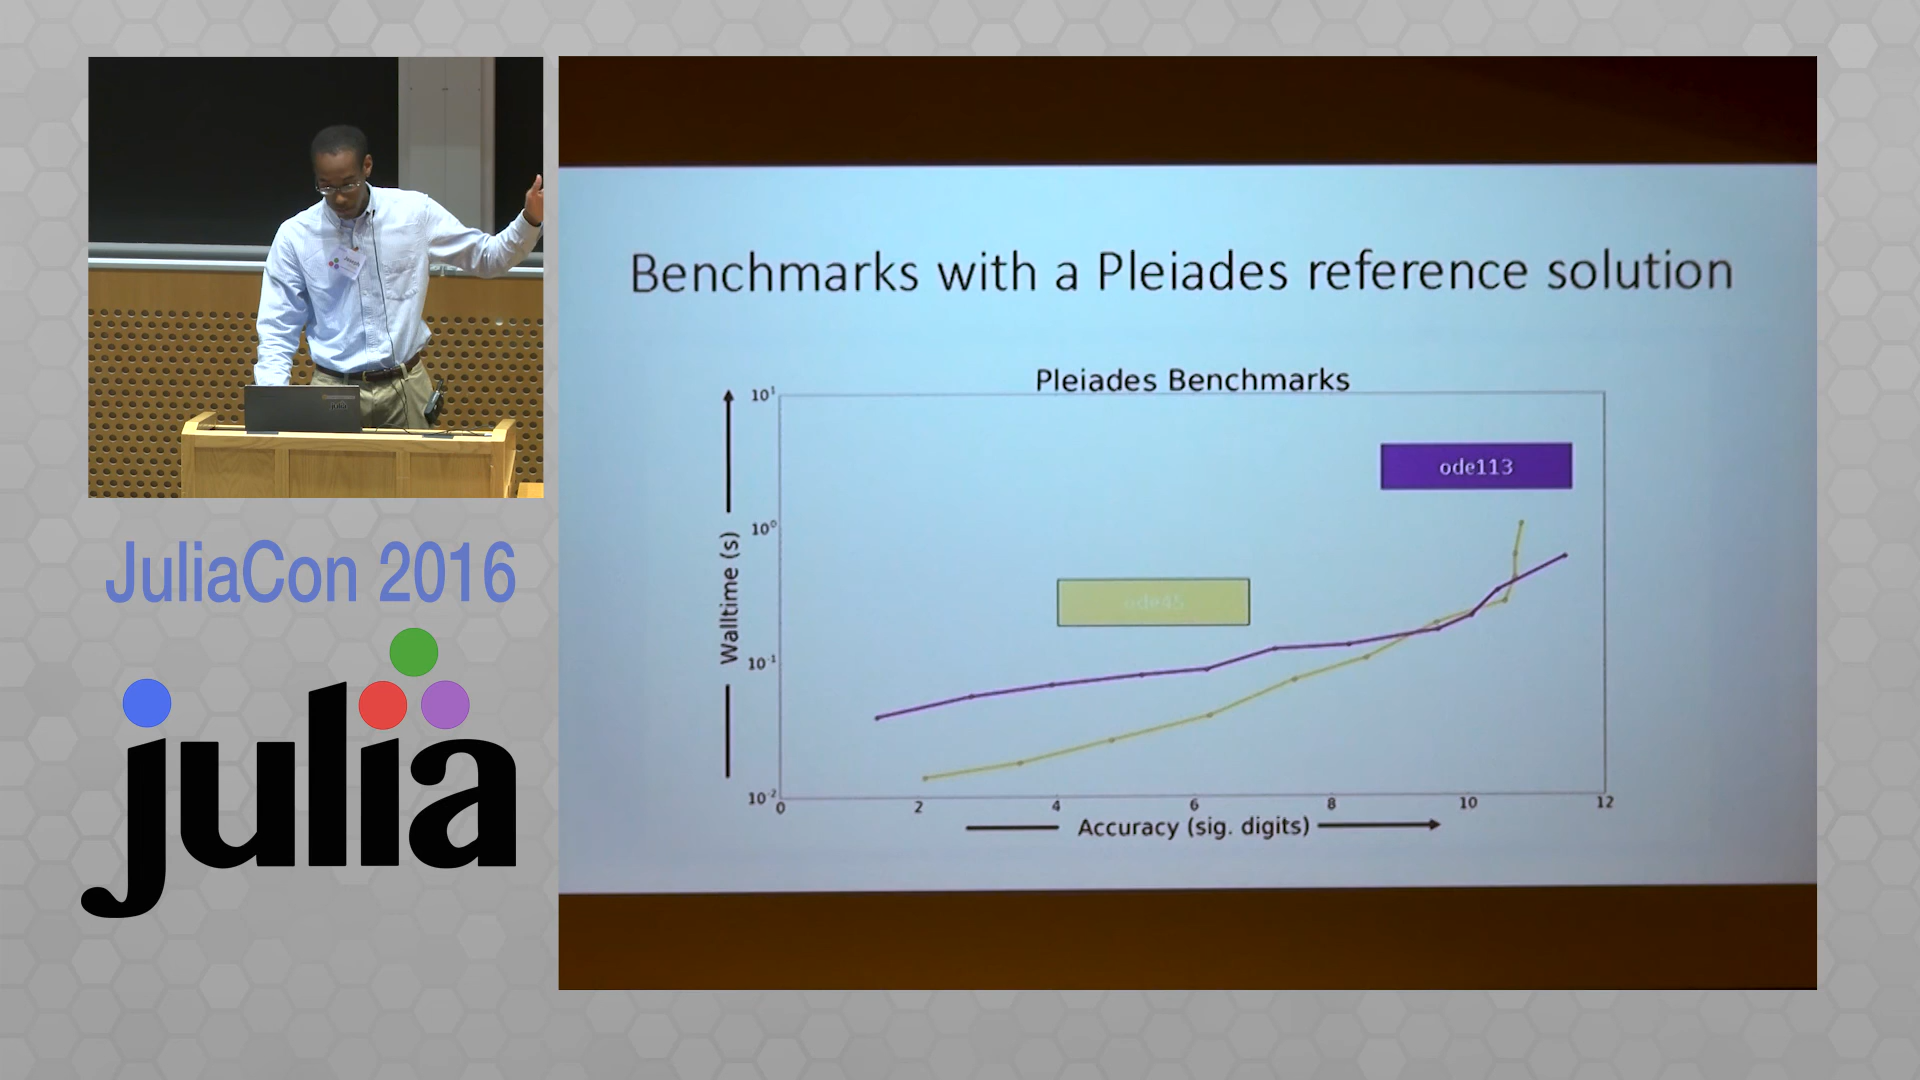 JuliaCon 2016
julia
Benchmarks with a Pleiades reference solution
Pleiades Benchmarks
10¹
10⁰
10⁻¹
10⁻²
Walltime (s)
ode113
ode45
0 2 4 6 8 10 12
Accuracy (sig. digits)